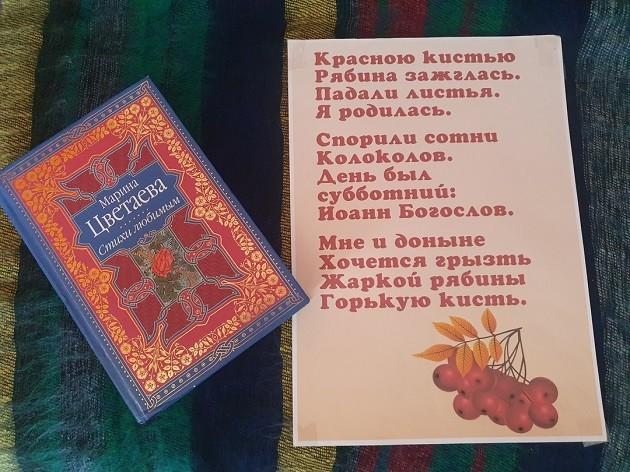 Марина
Цветаева
Стихи любимым
Красною кистью
Рябина зажглась.
Падали листья.
Я родилась.
Спорили сотни
Колоколов.
День был
субботний:
Иоанн Богослов.
Мне и доныне
Хочется грызть
Жаркой рябины
Горькую кисть.